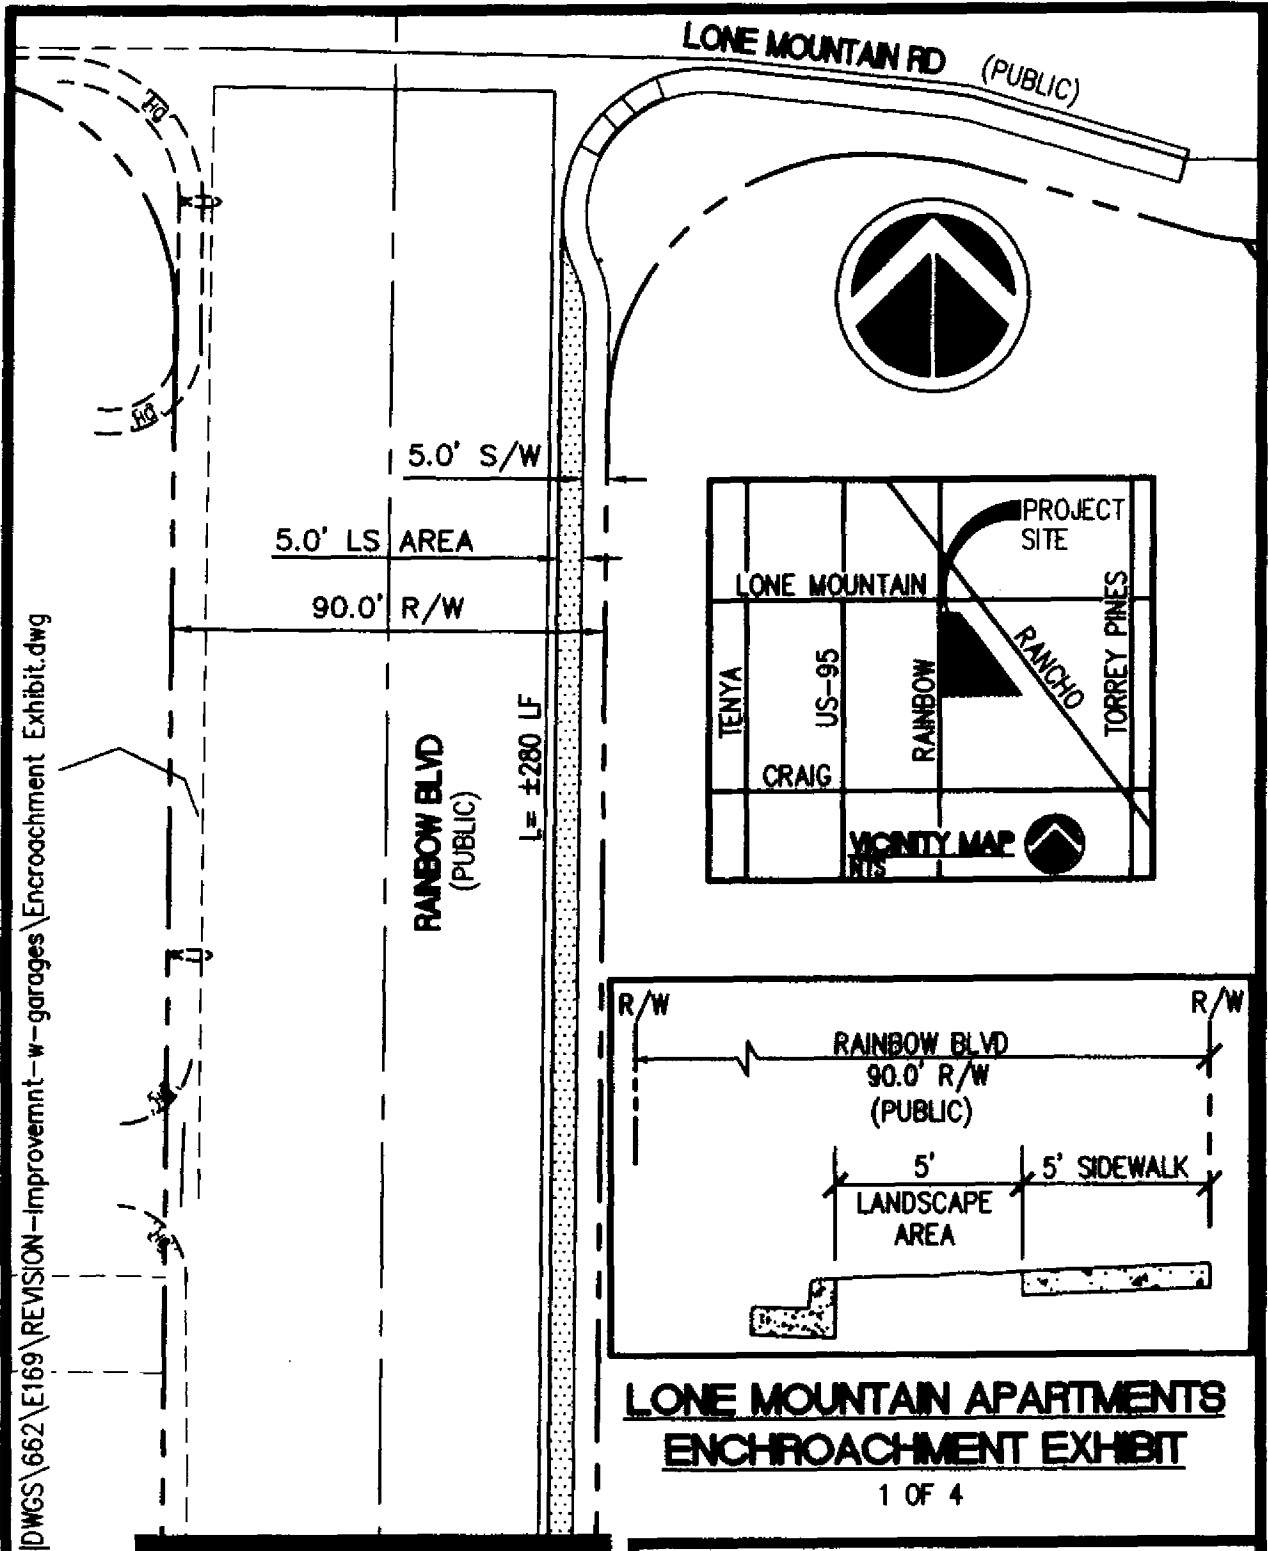 LONE MOUNTAIN RD (PUBLIC)
HC
HC
5.0' S/W
5.0' LS AREA
90.0' R/W
L= ±280 LF
RAINBOW BLVD
(PUBLIC)
PROJECT
SITE
LONE MOUNTAIN
TENYA
US-95
RAINBOW
RANCHO
TORREY PINES
CRAIG
VICINITY MAP
NTS
R/W
R/W
RAINBOW BLVD
90.0' R/W
(PUBLIC)
5'
5' SIDEWALK
LANDSCAPE
AREA
LONE MOUNTAIN APARTMENTS
ENCHROACHMENT EXHIBIT
1 OF 4
DWGS\662\E169\REVISION-Improvemnt-w-garages\Encroachment Exhibit.dwg